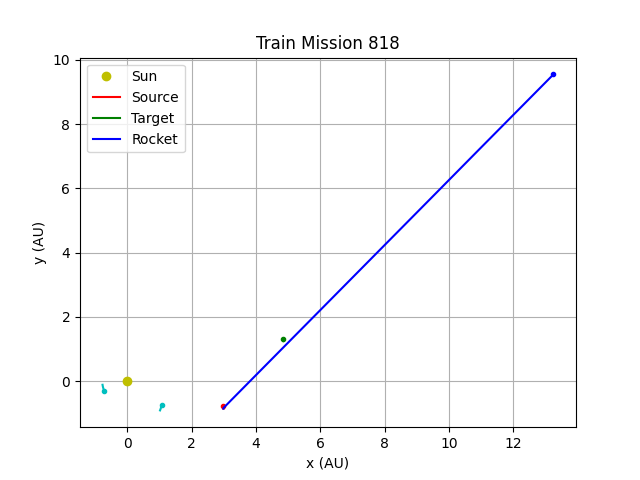 Train Mission 818
Sun
Source
Target
Rocket
10
8
6
4
2
0
y (AU)
0 2 4 6 8 10 12
x (AU)